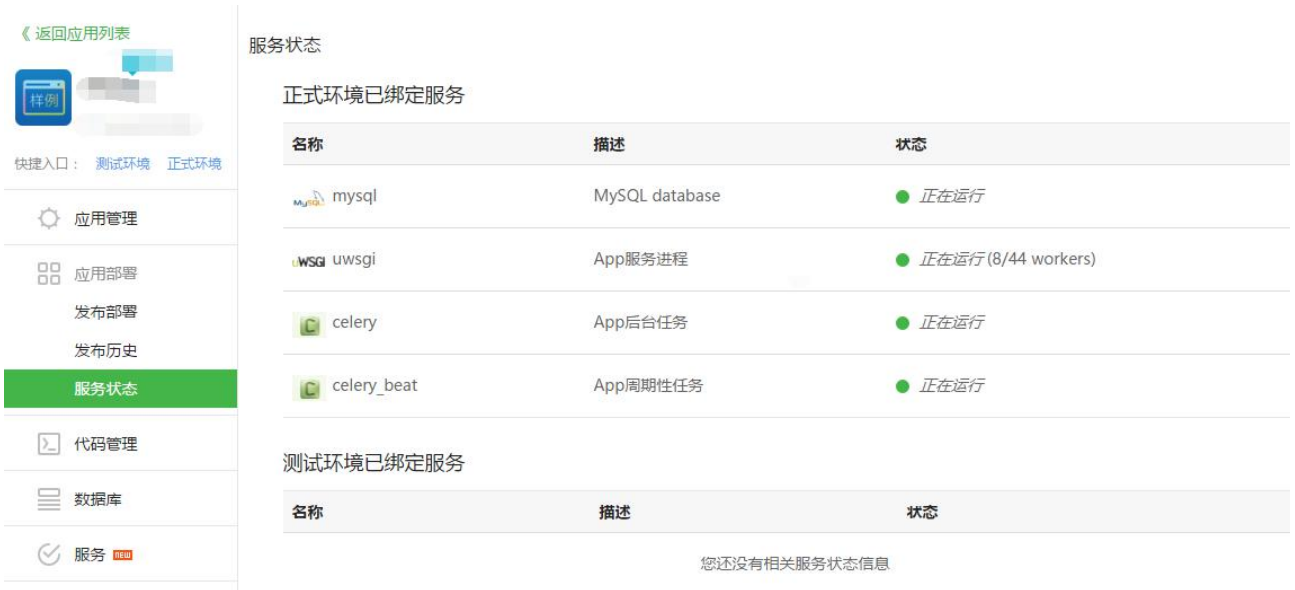 《 返回应用列表
样例
快捷入口： 测试环境 正式环境
应用管理
应用部署
发布部署
发布历史
服务状态
代码管理
数据库
服务 NEW
服务状态
正式环境已绑定服务
名称 描述 状态
MySQL mysql MySQL database 正在运行
uWSGI uwsgi App服务进程 正在运行 (8/44 workers)
C celery App后台任务 正在运行
C celery_beat App周期性任务 正在运行
测试环境已绑定服务
名称 描述 状态
您还没有相关服务状态信息